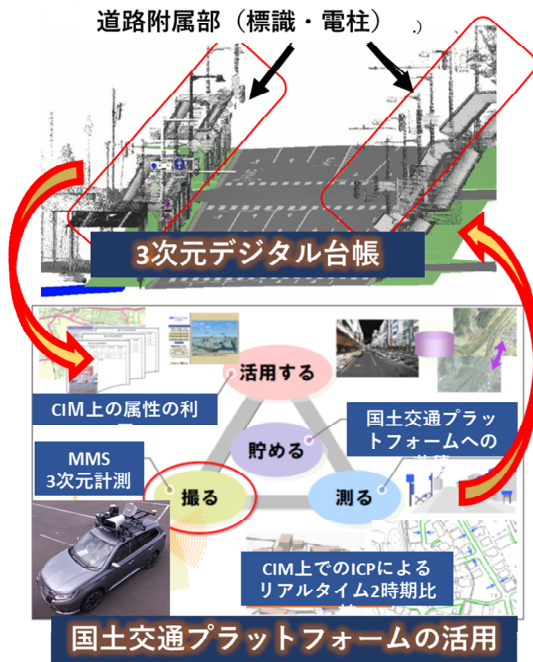 道路附属部（標識・電柱） .）
3次元デジタル台帳
活用する
CIM上の属性の利
国土交通プラッ
トフォームへの
貯める
MMS
3次元計測
撮る
測る
CIM上でのICPによる
リアルタイム2時期比
国土交通プラットフォームの活用